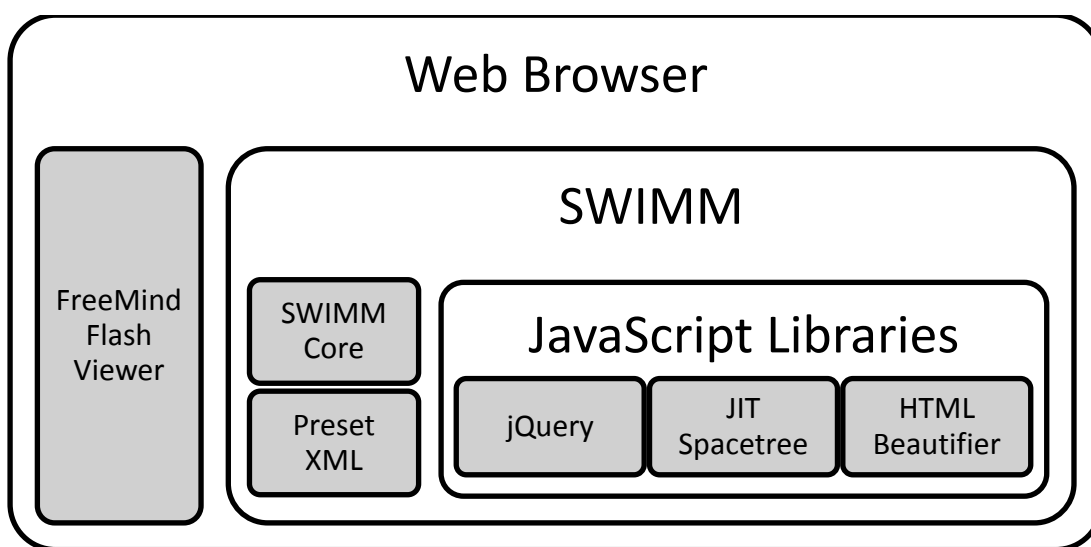 Web Browser
FreeMind
Flash
Viewer
SWIMM
SWIMM
Core
Preset
XML
JavaScript Libraries
jQuery
JIT
Spacetree
HTML
Beautifier